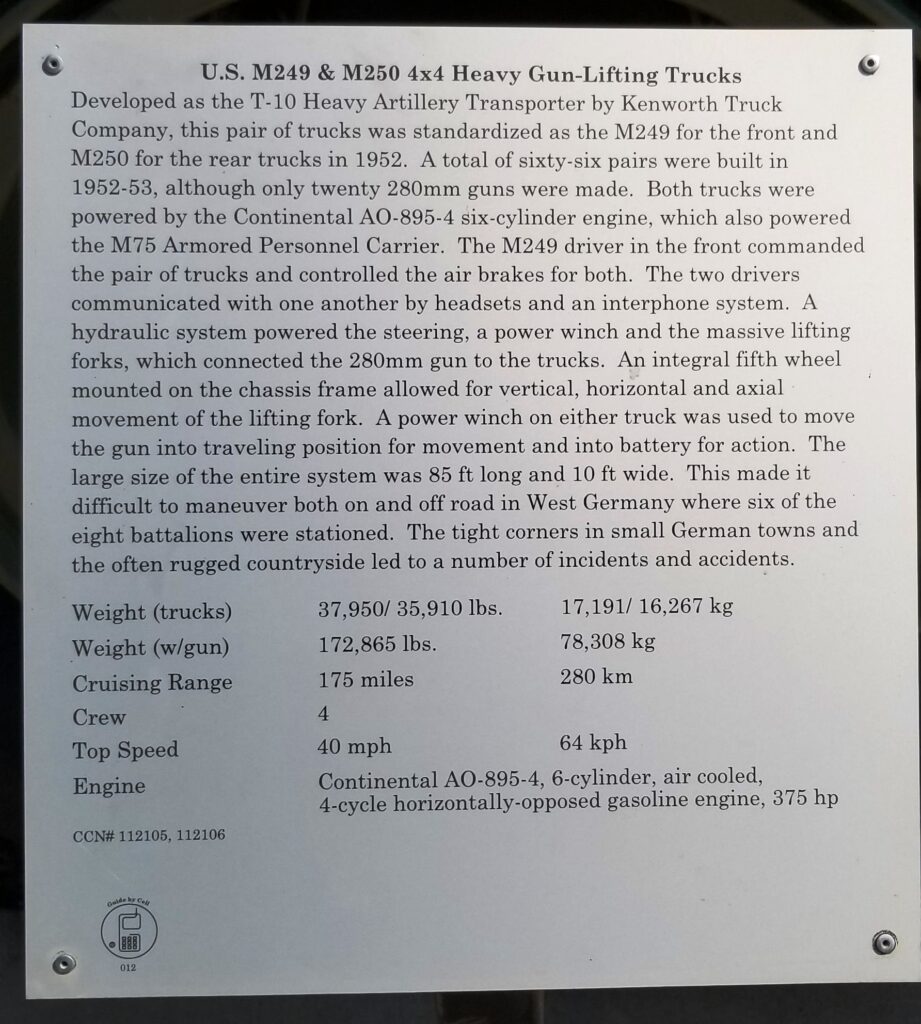 U.S. M249 & M250 4x4 Heavy Gun-Lifting Trucks
Developed as the T-10 Heavy Artillery Transporter by Kenworth Truck
Company, this pair of trucks was standardized as the M249 for the front and
M250 for the rear trucks in 1952. A total of sixty-six pairs were built in
1952-53, although only twenty 280mm guns were made. Both trucks were
powered by the Continental AO-895-4 six-cylinder engine, which also powered
the M75 Armored Personnel Carrier. The M249 driver in the front commanded
the pair of trucks and controlled the air brakes for both. The two drivers
communicated with one another by headsets and an interphone system. A
hydraulic system powered the steering, a power winch and the massive lifting
forks, which connected the 280mm gun to the trucks. An integral fifth wheel
mounted on the chassis frame allowed for vertical, horizontal and axial
movement of the lifting fork. A power winch on either truck was used to move
the gun into traveling position for movement and into battery for action. The
large size of the entire system was 85 ft long and 10 ft wide. This made it
difficult to maneuver both on and off road in West Germany where six of the
eight battalions were stationed. The tight corners in small German towns and
the often rugged countryside led to a number of incidents and accidents.
Weight (trucks) 37,950/ 35,910 lbs. 17,191/ 16,267 kg
Weight (w/gun) 172,865 lbs. 78,308 kg
Cruising Range 175 miles 280 km
Crew 4
Top Speed 40 mph 64 kph
Engine Continental AO-895-4, 6-cylinder, air cooled,
4-cycle horizontally-opposed gasoline engine, 375 hp
CCN# 112105, 112106
Guide by Cell
012